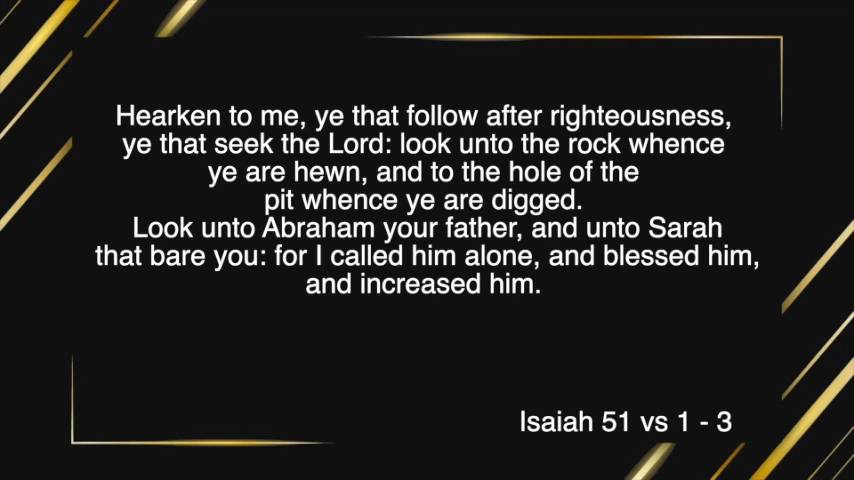 Hearken to me, ye that follow after righteousness,
ye that seek the Lord: look unto the rock whence
ye are hewn, and to the hole of the
pit whence ye are digged.
Look unto Abraham your father, and unto Sarah
that bare you: for I called him alone, and blessed him,
and increased him.
Isaiah 51 vs 1 - 3